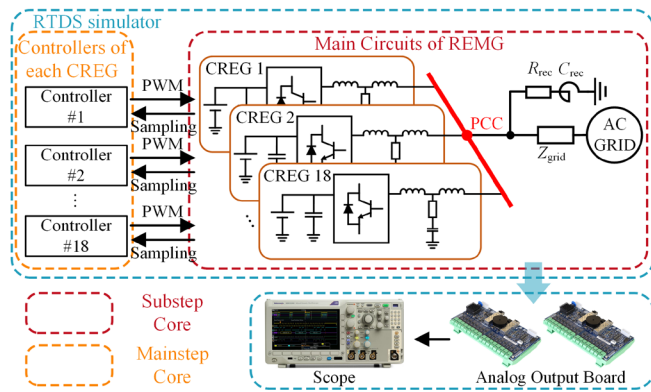 RTDS simulator
Controllers of
each CREG
Main Circuits of REMG
Controller
#1
PWM
Sampling
Controller
#2
PWM
Sampling
⋮
Controller
#18
PWM
Sampling
CREG 1
CREG 2
CREG 18
⋱
PCC
Rrec Crec
Zgrid
AC
GRID
Substep
Core
Mainstep
Core
Scope
Analog Output Board